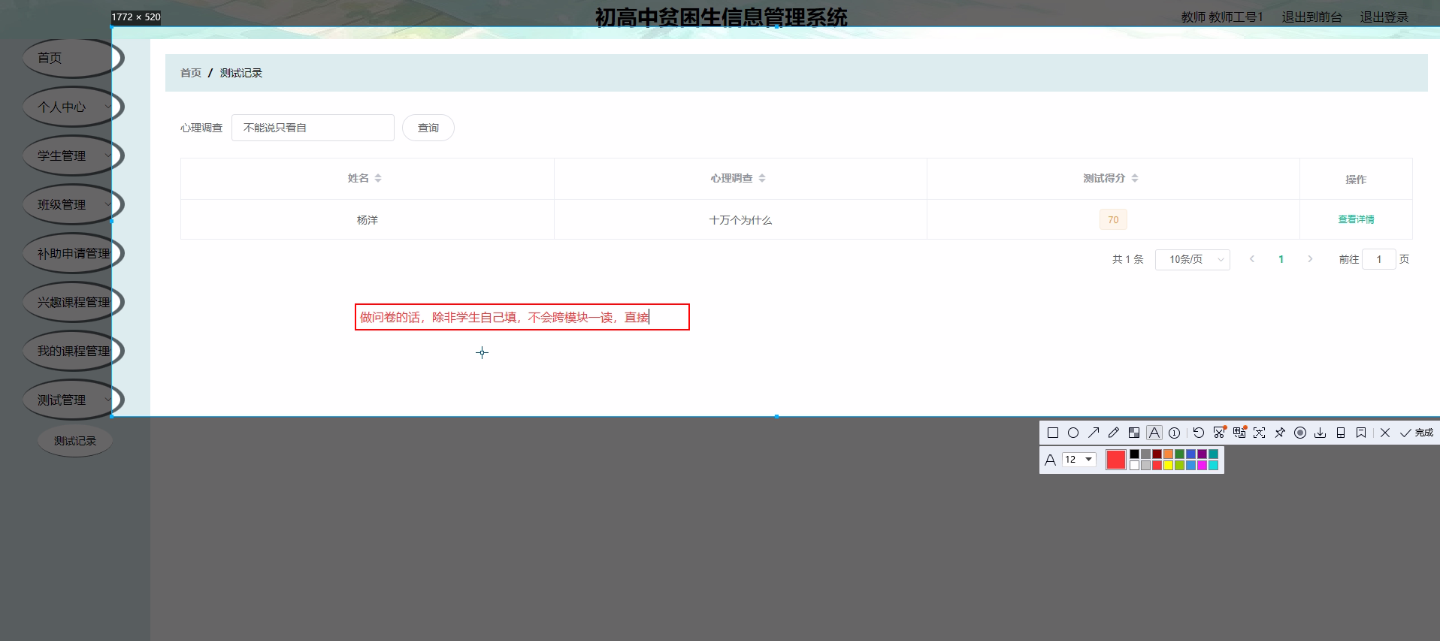 初高中贫困生信息管理系统
教师 教师工号1 退出到前台 退出登录
1772 × 520
首页
个人中心
学生管理
班级管理
补助申请管理
兴趣课程管理
我的课程管理
测试管理
测试记录
首页 / 测试记录
心理调查 不能说只看自 查询
姓名 心理调查 测试得分 操作
杨洋 十万个为什么 70 查看详情
共 1 条 10条/页 1 前往 1 页
做问卷的话，除非学生自己填，不会跨模块一读，直接
完成
A 12